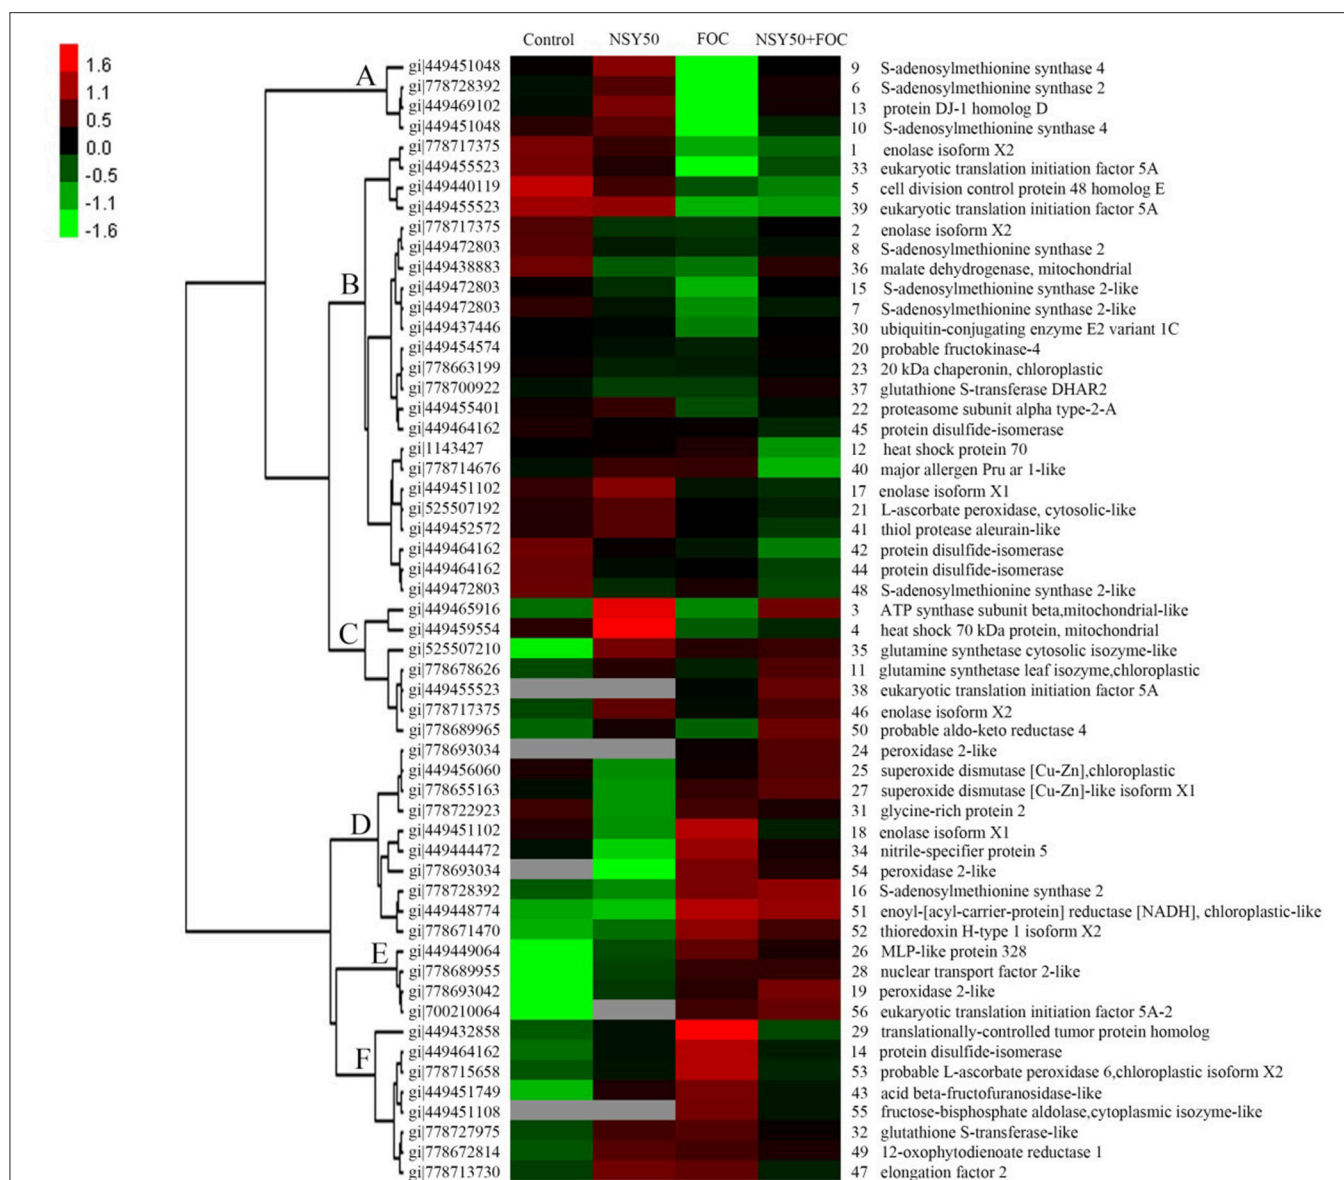 Control NSY50 FOC NSY50+FOC
1.6
1.1
0.5
0.0
-0.5
-1.1
-1.6
A
B
C
D
E
F
gi|449451048 9 S-adenosylmethionine synthase 4
gi|778728392 6 S-adenosylmethionine synthase 2
gi|449469102 13 protein DJ-1 homolog D
gi|449451048 10 S-adenosylmethionine synthase 4
gi|778717375 1 enolase isoform X2
gi|449455523 33 eukaryotic translation initiation factor 5A
gi|449440119 5 cell division control protein 48 homolog E
gi|449455523 39 eukaryotic translation initiation factor 5A
gi|778717375 2 enolase isoform X2
gi|449472803 8 S-adenosylmethionine synthase 2
gi|449438883 36 malate dehydrogenase, mitochondrial
gi|449472803 15 S-adenosylmethionine synthase 2-like
gi|449472803 7 S-adenosylmethionine synthase 2-like
gi|449437446 30 ubiquitin-conjugating enzyme E2 variant 1C
gi|449454574 20 probable fructokinase-4
gi|778663199 23 20 kDa chaperonin, chloroplastic
gi|778700922 37 glutathione S-transferase DHAR2
gi|449455401 22 proteasome subunit alpha type-2-A
gi|449464162 45 protein disulfide-isomerase
gi|1143427 12 heat shock protein 70
gi|778714676 40 major allergen Pru ar 1-like
gi|449451102 17 enolase isoform X1
gi|525507192 21 L-ascorbate peroxidase, cytosolic-like
gi|449452572 41 thiol protease aleurain-like
gi|449464162 42 protein disulfide-isomerase
gi|449464162 44 protein disulfide-isomerase
gi|449472803 48 S-adenosylmethionine synthase 2-like
gi|449465916 3 ATP synthase subunit beta,mitochondrial-like
gi|449459554 4 heat shock 70 kDa protein, mitochondrial
gi|525507210 35 glutamine synthetase cytosolic isozyme-like
gi|778678626 11 glutamine synthetase leaf isozyme,chloroplastic
gi|449455523 38 eukaryotic translation initiation factor 5A
gi|778717375 46 enolase isoform X2
gi|778689965 50 probable aldo-keto reductase 4
gi|778693034 24 peroxidase 2-like
gi|449456060 25 superoxide dismutase [Cu-Zn],chloroplastic
gi|778655163 27 superoxide dismutase [Cu-Zn]-like isoform X1
gi|778722923 31 glycine-rich protein 2
gi|449451102 18 enolase isoform X1
gi|449444472 34 nitrile-specifier protein 5
gi|778693034 54 peroxidase 2-like
gi|778728392 16 S-adenosylmethionine synthase 2
gi|449448774 51 enoyl-[acyl-carrier-protein] reductase [NADH], chloroplastic-like
gi|778671470 52 thioredoxin H-type 1 isoform X2
gi|449449064 26 MLP-like protein 328
gi|778689955 28 nuclear transport factor 2-like
gi|778693042 19 peroxidase 2-like
gi|700210064 56 eukaryotic translation initiation factor 5A-2
gi|449432858 29 translationally-controlled tumor protein homolog
gi|449464162 14 protein disulfide-isomerase
gi|778715658 53 probable L-ascorbate peroxidase 6,chloroplastic isoform X2
gi|449451749 43 acid beta-fructofuranosidase-like
gi|449451108 55 fructose-bisphosphate aldolase,cytoplasmic isozyme-like
gi|778727975 32 glutathione S-transferase-like
gi|778672814 49 12-oxophytodienoate reductase 1
gi|778713730 47 elongation factor 2